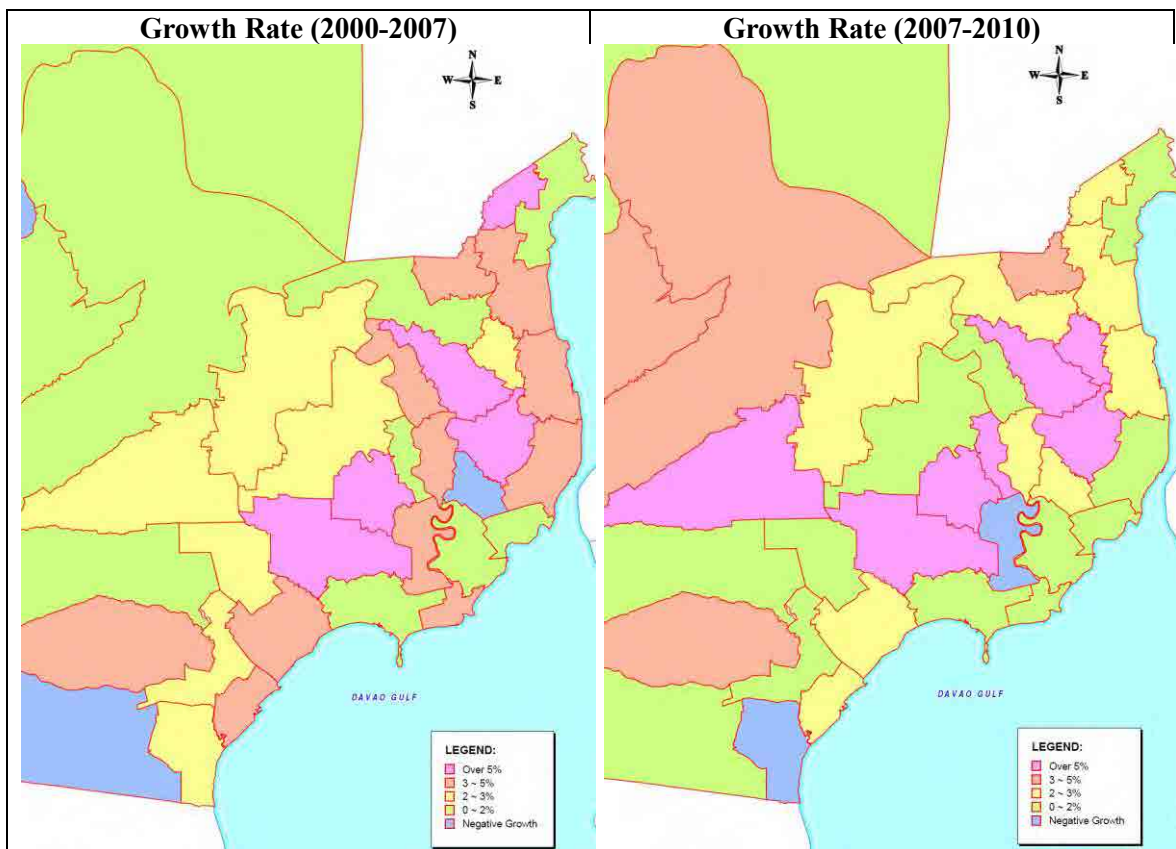 Growth Rate (2000-2007)
N
W E
S
DAVAO GULF
LEGEND:
Over 5%
3 ~ 5%
2 ~ 3%
0 ~ 2%
Negative Growth
Growth Rate (2007-2010)
N
W E
S
DAVAO GULF
LEGEND:
Over 5%
3 ~ 5%
2 ~ 3%
0 ~ 2%
Negative Growth